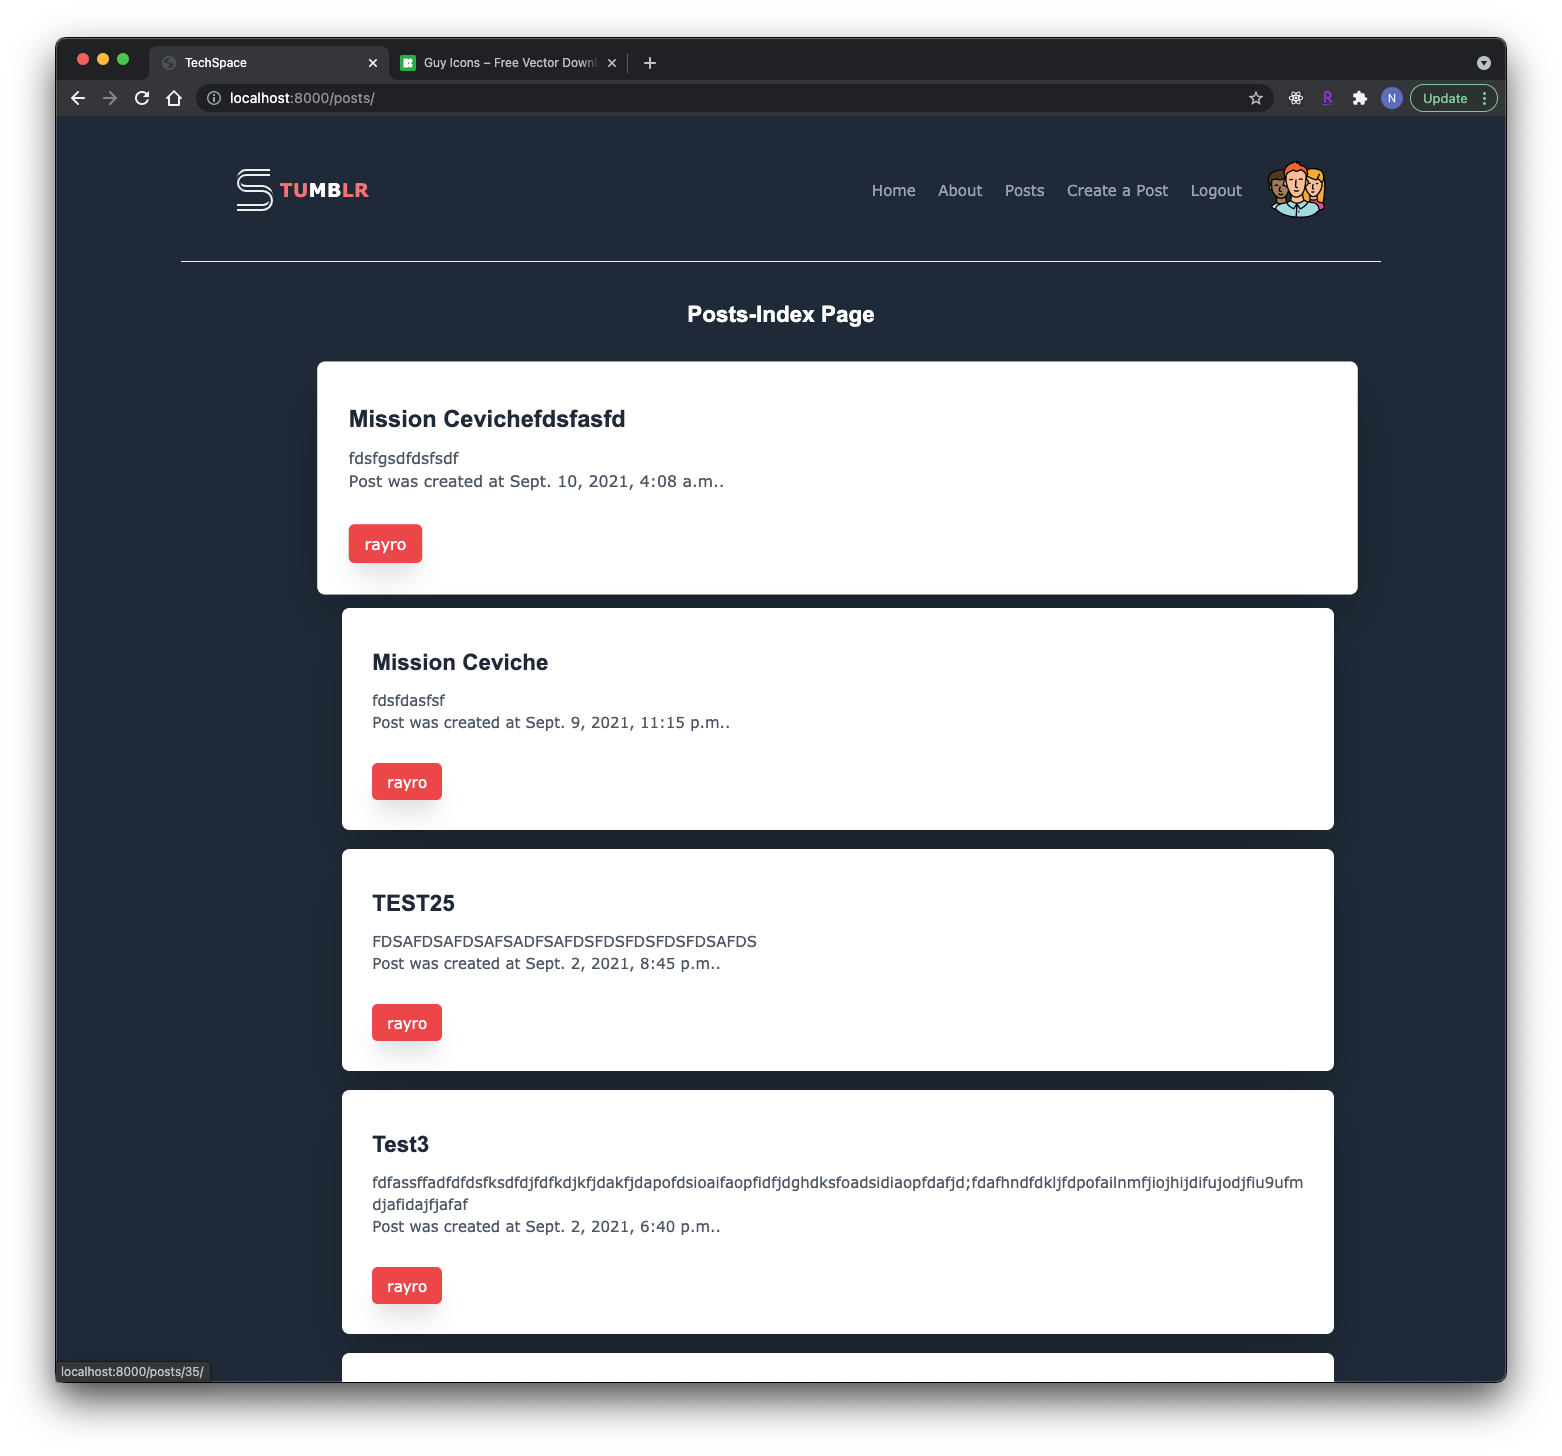 TechSpace
Guy Icons – Free Vector Downl
localhost:8000/posts/
R
N
Update
S TUMBLR
Home
About
Posts
Create a Post
Logout
Posts-Index Page
Mission Cevichefdsfasfd
fdsfgsdfdsfsdf
Post was created at Sept. 10, 2021, 4:08 a.m..
rayro
Mission Ceviche
fdsfdasfsf
Post was created at Sept. 9, 2021, 11:15 p.m..
rayro
TEST25
FDSAFDSAFDSAFSADFSAFDSFDSFDSFDSFDSAFDS
Post was created at Sept. 2, 2021, 8:45 p.m..
rayro
Test3
fdfassffadfdfdsfksdfdjfdfkdjkfjdakfjdapofdsioaifaopfidfjdghdksfoadsidiaopfdafjd;fdafhndfdkljfdpofailnmfjiojhijdifujodjfiu9ufm
djafidajfjafaf
Post was created at Sept. 2, 2021, 6:40 p.m..
rayro
localhost:8000/posts/35/